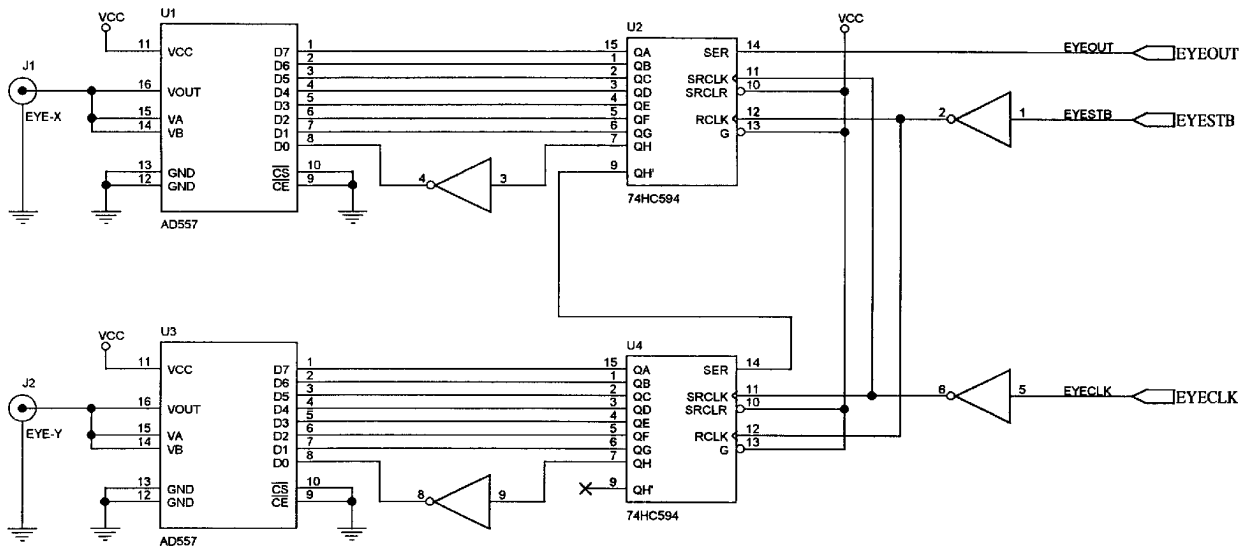 VCC
U1
11 VCC
J1
EYE-X
16 VOUT
15 VA
14 VB
13 GND
12 GND
D7 1
D6 2
D5 3
D4 4
D3 5
D2 6
D1 7
D0 8
CS 10
CE 9
AD557
4 3
U2
15 QA
1 QB
2 QC
3 QD
4 QE
5 QF
6 QG
7 QH
9 QH'
SER 14
SRCLK 11
SRCLR 10
RCLK 12
G 13
74HC594
VCC
EYEOUT EYEOUT
2 1 EYESTB EYESTB
VCC
U3
11 VCC
J2
EYE-Y
16 VOUT
15 VA
14 VB
13 GND
12 GND
D7 1
D6 2
D5 3
D4 4
D3 5
D2 6
D1 7
D0 8
CS 10
CE 9
AD557
8 9
U4
15 QA
1 QB
2 QC
3 QD
4 QE
5 QF
6 QG
7 QH
9 QH'
SER 14
SRCLK 11
SRCLR 10
RCLK 12
G 13
74HC594
6 5 EYECLK EYECLK